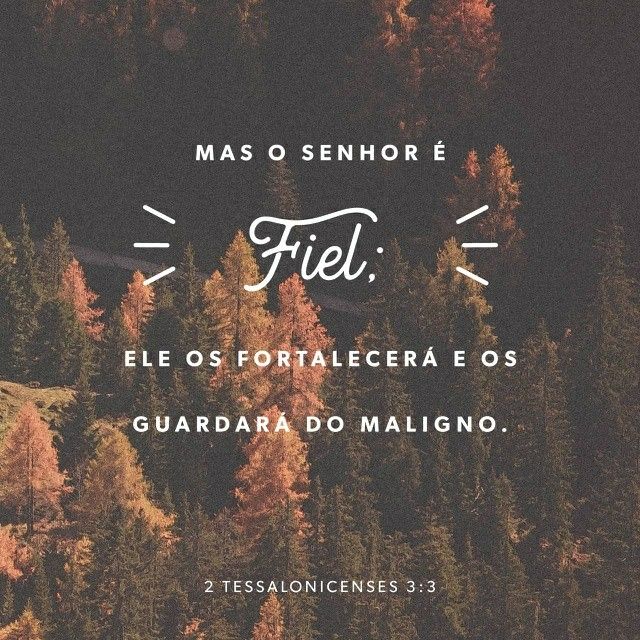 MAS O SENHOR É
Fiel;
ELE OS FORTALECERÁ E OS
GUARDARÁ DO MALIGNO.
2 TESSALONICENSES 3:3